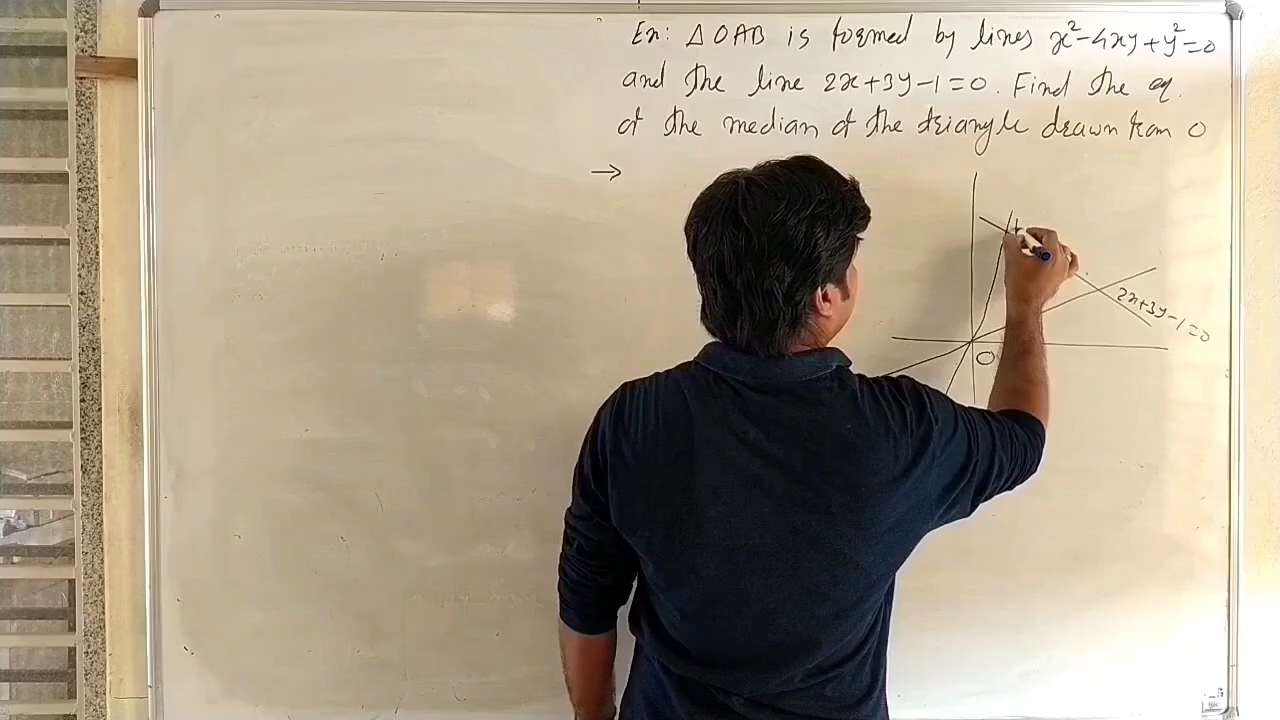 Ex: △OAB is formed by lines x²-4xy+y²=0
and the line 2x+3y-1=0. Find the eq.
of the median of the triangle drawn from O
→
2x+3y-1=0
O